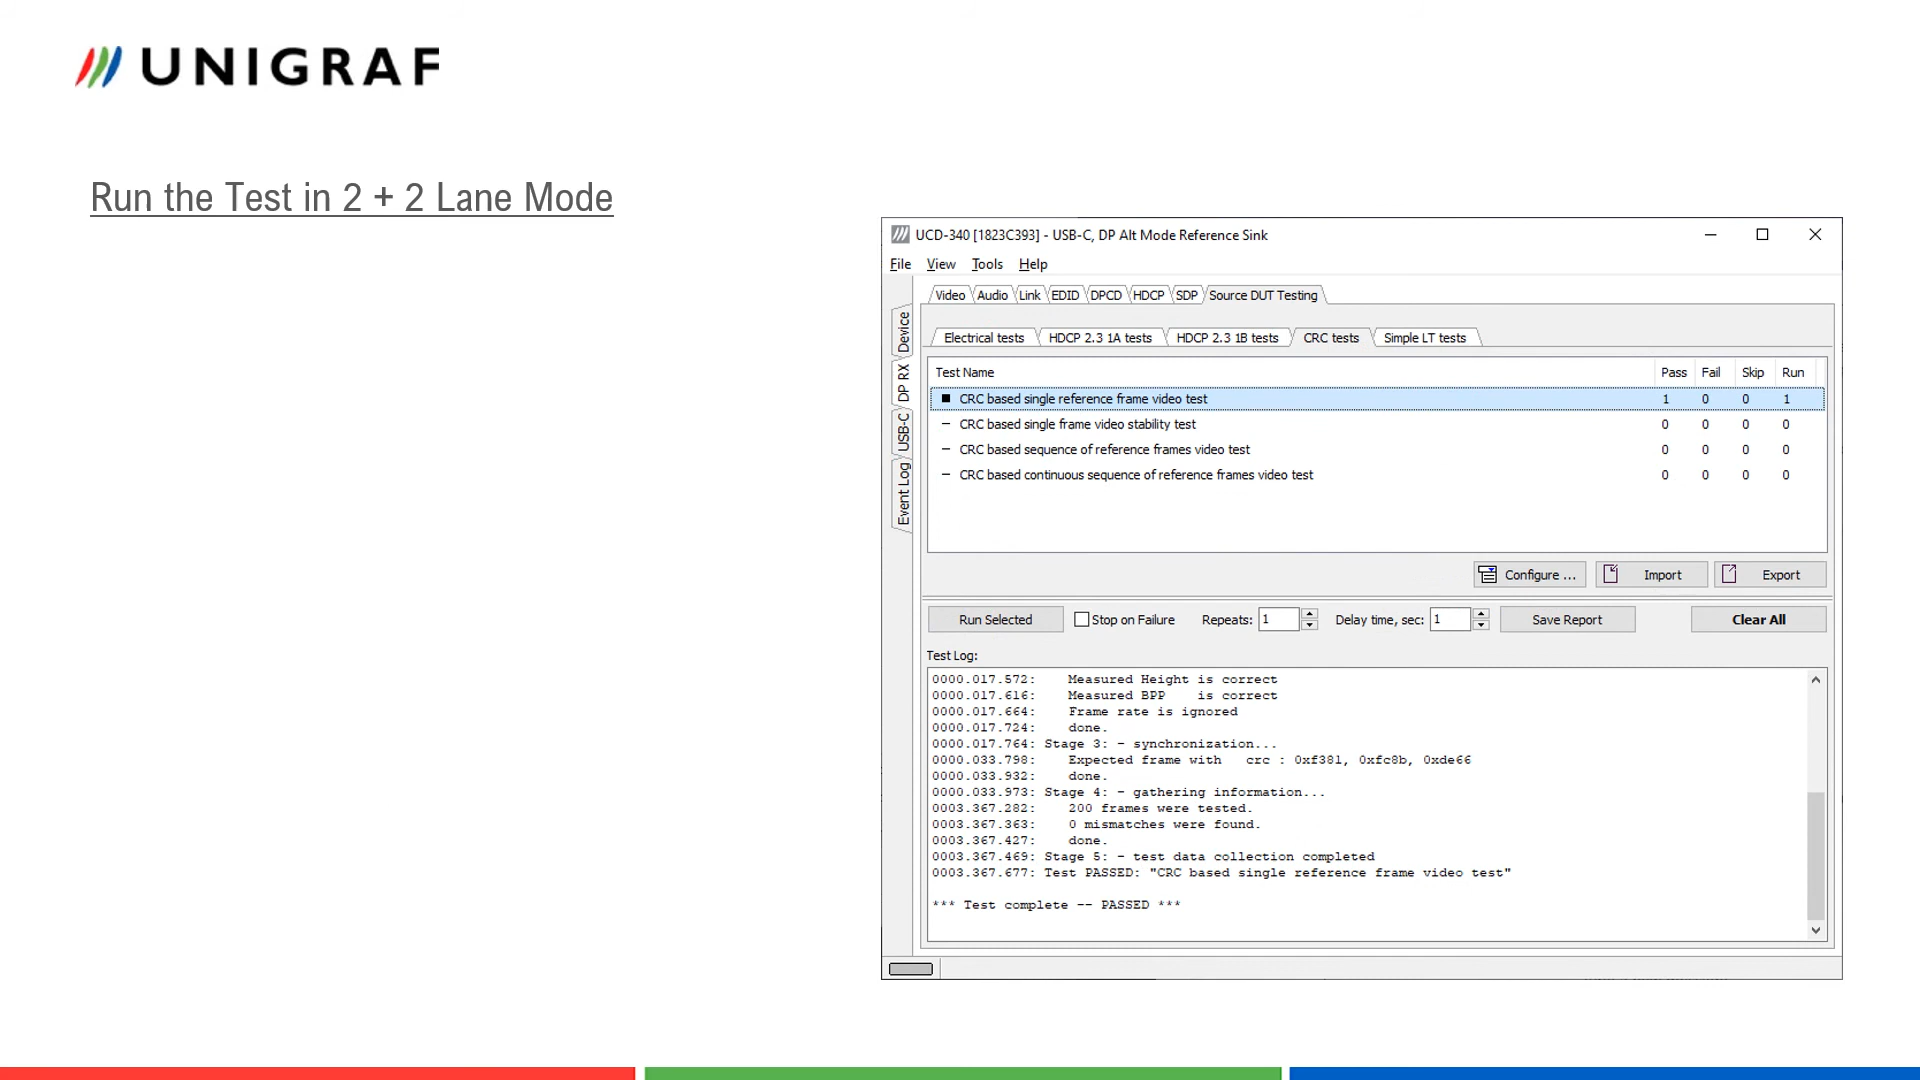 UNIGRAF
Run the Test in 2 + 2 Lane Mode
UCD-340 [1823C393] - USB-C, DP Alt Mode Reference Sink
File View Tools Help
Video Audio Link EDID DPCD HDCP SDP Source DUT Testing
Device
DP RX
USB-C
Event Log
Electrical tests HDCP 2.3 1A tests HDCP 2.3 1B tests CRC tests Simple LT tests
Test Name Pass Fail Skip Run
CRC based single reference frame video test 1 0 0 1
CRC based single frame video stability test 0 0 0 0
CRC based sequence of reference frames video test 0 0 0 0
CRC based continuous sequence of reference frames video test 0 0 0 0
Configure ... Import Export
Run Selected Stop on Failure Repeats: 1 Delay time, sec: 1 Save Report Clear All
Test Log:
0000.017.572: Measured Height is correct
0000.017.616: Measured BPP is correct
0000.017.664: Frame rate is ignored
0000.017.724: done.
0000.017.764: Stage 3: - synchronization...
0000.033.798: Expected frame with crc : 0xf381, 0xfc8b, 0xde66
0000.033.932: done.
0000.033.973: Stage 4: - gathering information...
0003.367.282: 200 frames were tested.
0003.367.363: 0 mismatches were found.
0003.367.427: done.
0003.367.469: Stage 5: - test data collection completed
0003.367.677: Test PASSED: "CRC based single reference frame video test"
*** Test complete -- PASSED ***